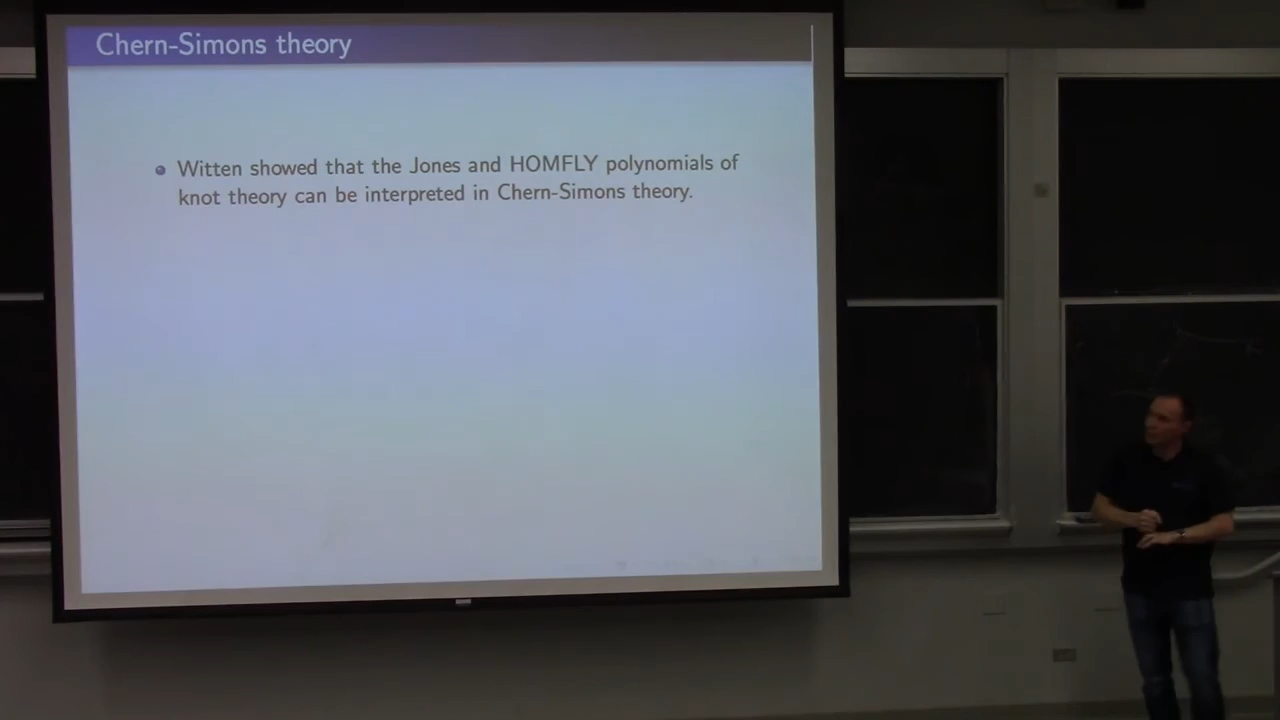 Chern-Simons theory
Witten showed that the Jones and HOMFLY polynomials of
knot theory can be interpreted in Chern-Simons theory.